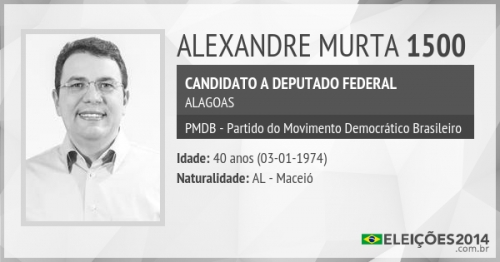 ALEXANDRE MURTA 1500
CANDIDATO A DEPUTADO FEDERAL
ALAGOAS
PMDB - Partido do Movimento Democrático Brasileiro
Idade: 40 anos (03-01-1974)
Naturalidade: AL - Maceió
ELEIÇÕES2014
.com.br